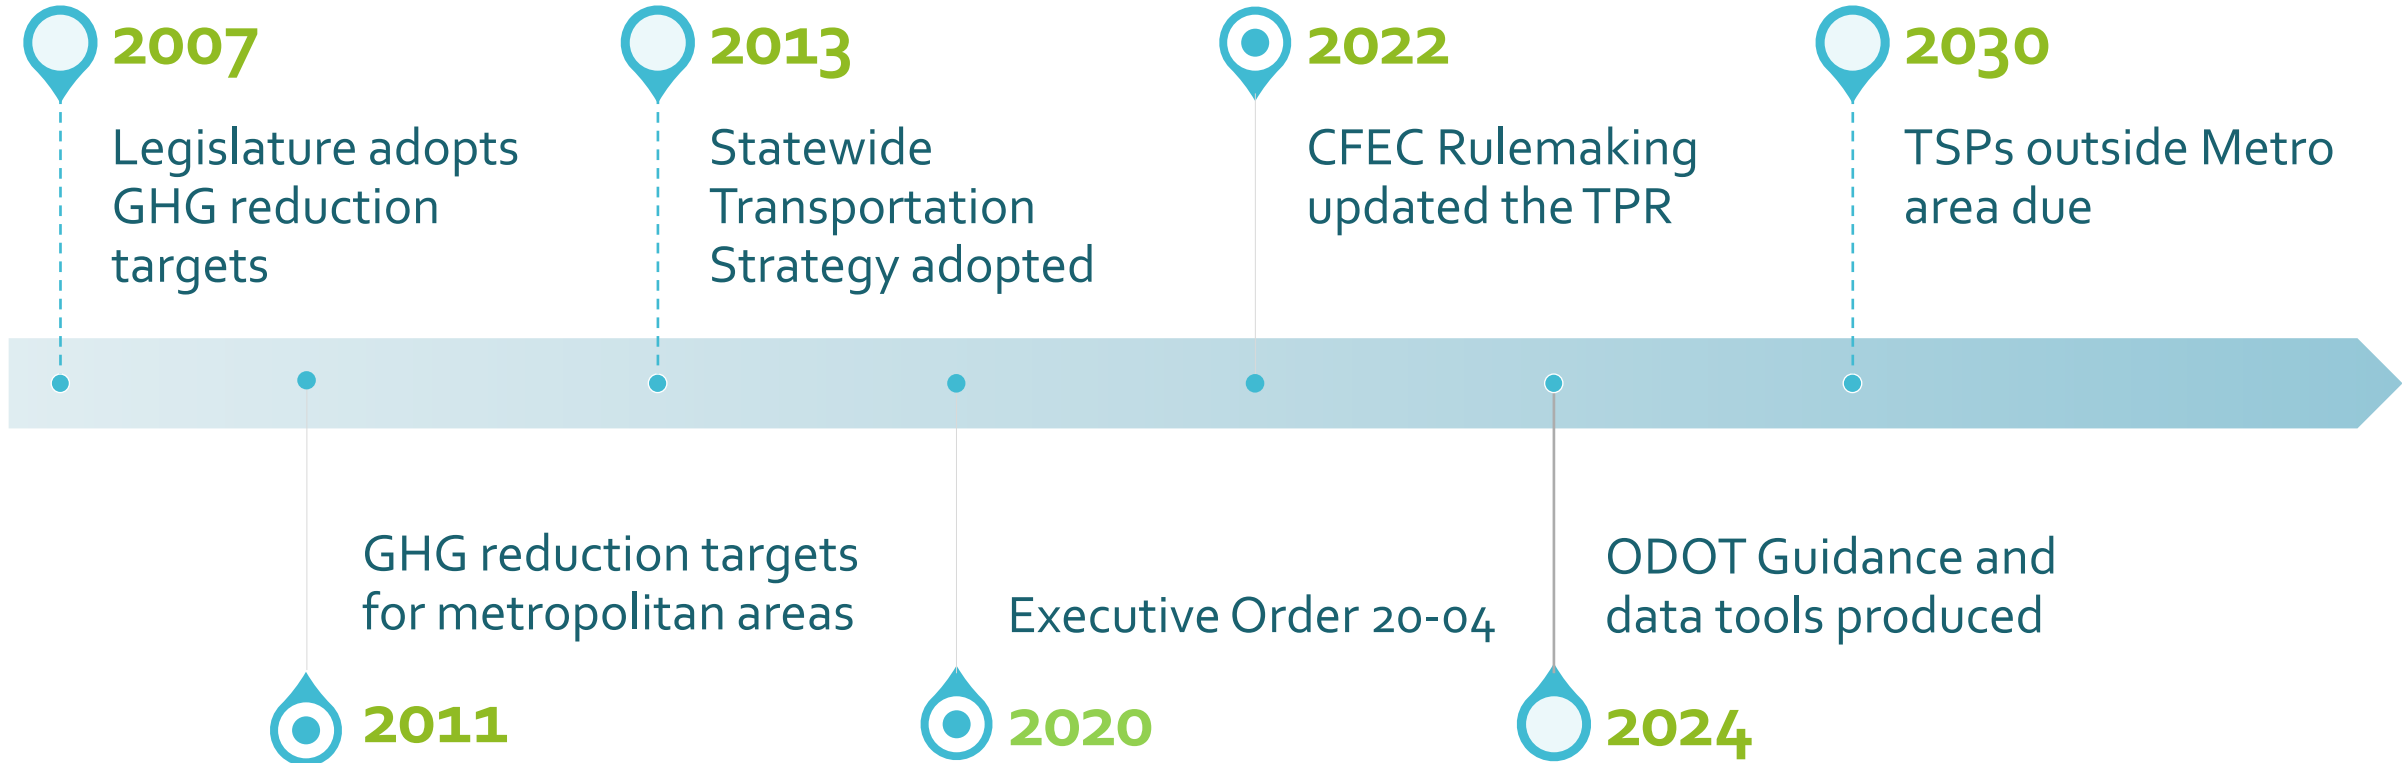 2007
Legislature adopts
GHG reduction
targets
2013
Statewide
Transportation
Strategy adopted
2022
CFEC Rulemaking
updated the TPR
2030
TSPs outside Metro
area due
GHG reduction targets
for metropolitan areas
2011
Executive Order 20-04
2020
ODOT Guidance and
data tools produced
2024